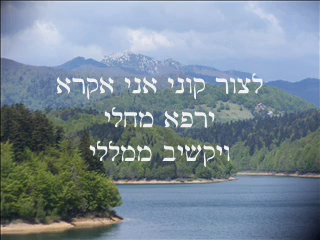 לצור קוני אני אקרא
ירפא מחלי
ויקשיב ממללי